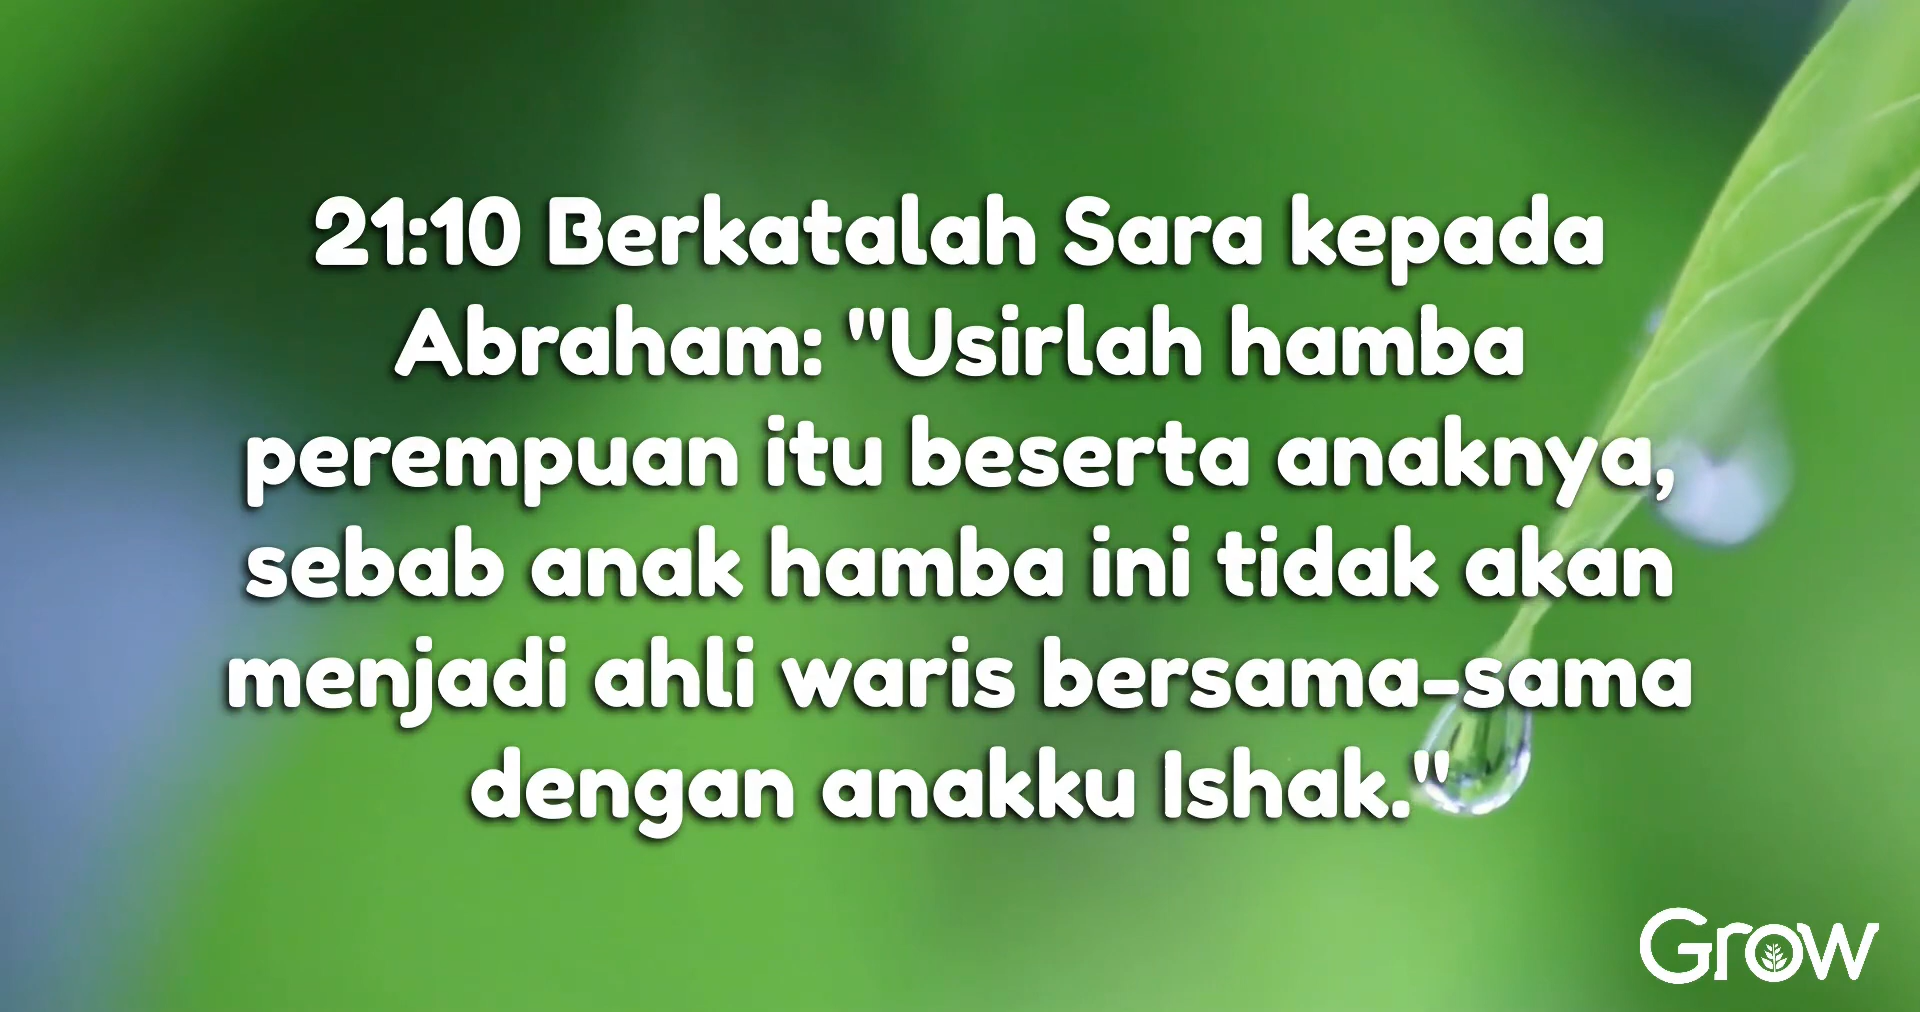 21:10 Berkatalah Sara kepada
Abraham: "Usirlah hamba
perempuan itu beserta anaknya,
sebab anak hamba ini tidak akan
menjadi ahli waris bersama-sama
dengan anakku Ishak."
Grow